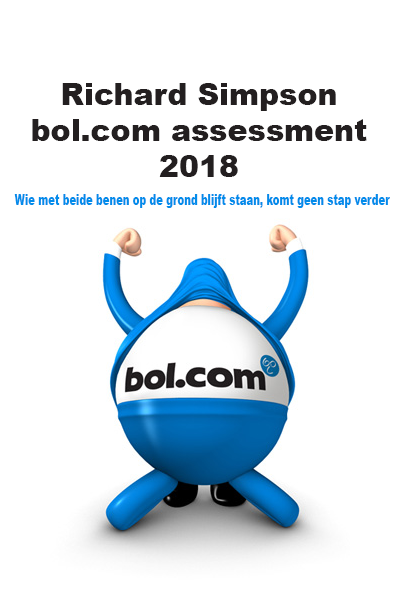 Richard Simpson
bol.com assessment
2018
Wie met beide benen op de grond blijft staan, komt geen stap verder
bol.com
R